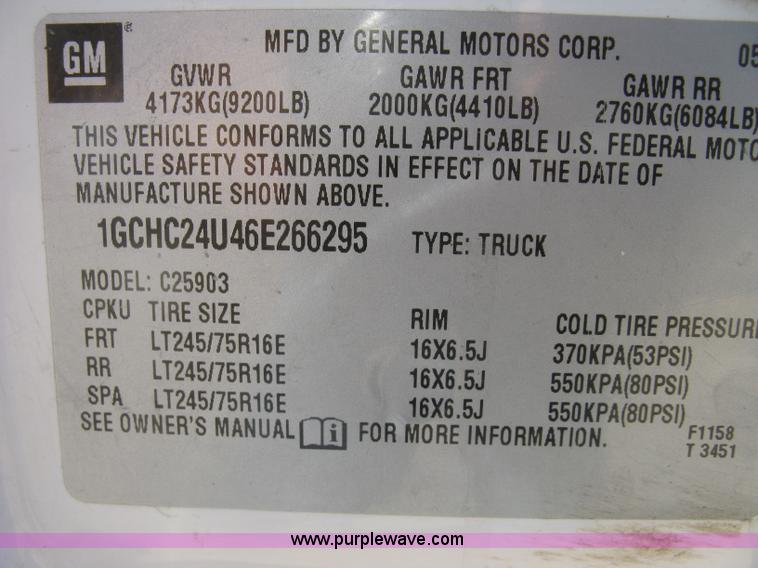 GM
MFD BY GENERAL MOTORS CORP. 05
GVWR GAWR FRT GAWR RR
4173KG(9200LB) 2000KG(4410LB) 2760KG(6084LB)
THIS VEHICLE CONFORMS TO ALL APPLICABLE U.S. FEDERAL MOTO
VEHICLE SAFETY STANDARDS IN EFFECT ON THE DATE OF
MANUFACTURE SHOWN ABOVE.
1GCHC24U46E266295 TYPE: TRUCK
MODEL: C25903
CPKU TIRE SIZE RIM COLD TIRE PRESSURE
FRT LT245/75R16E 16X6.5J 370KPA(53PSI)
RR LT245/75R16E 16X6.5J 550KPA(80PSI)
SPA LT245/75R16E 16X6.5J 550KPA(80PSI)
SEE OWNER'S MANUAL i FOR MORE INFORMATION. F1158
T 3451
www.purplewave.com